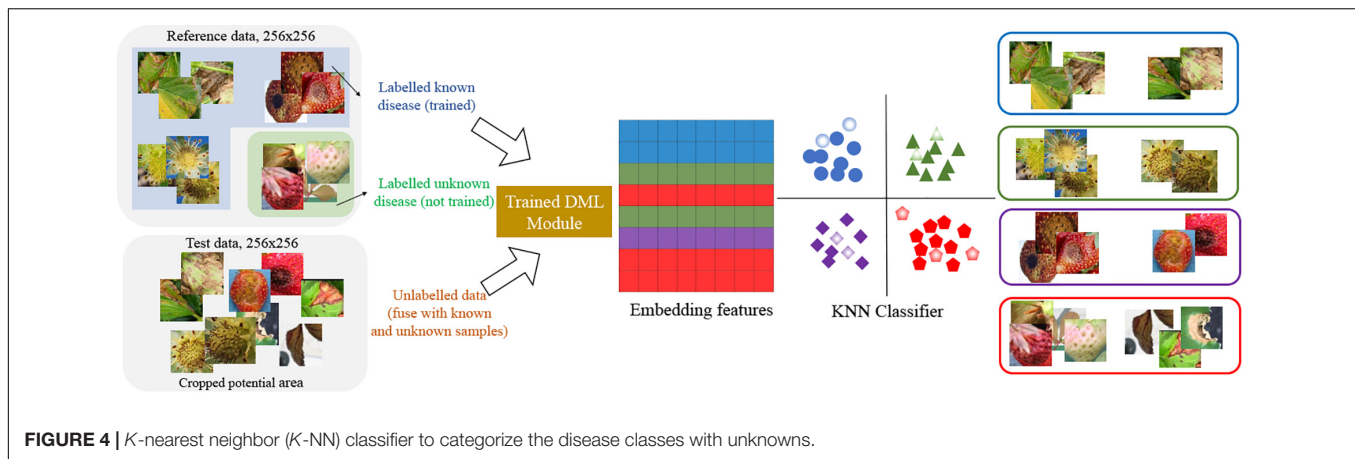 Reference data, 256x256
Labelled known
disease (trained)
Labelled unknown
disease (not trained)
Trained DML
Module
Test data, 256x256
Unlabelled data
(fuse with known
and unknown samples)
Cropped potential area
Embedding features
KNN Classifier
FIGURE 4 | K-nearest neighbor (K-NN) classifier to categorize the disease classes with unknowns.